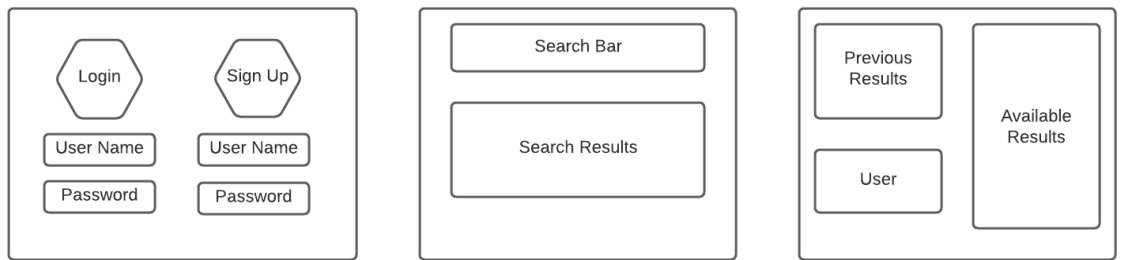 Login
Sign Up
User Name
User Name
Password
Password
Search Bar
Search Results
Previous
Results
User
Available
Results